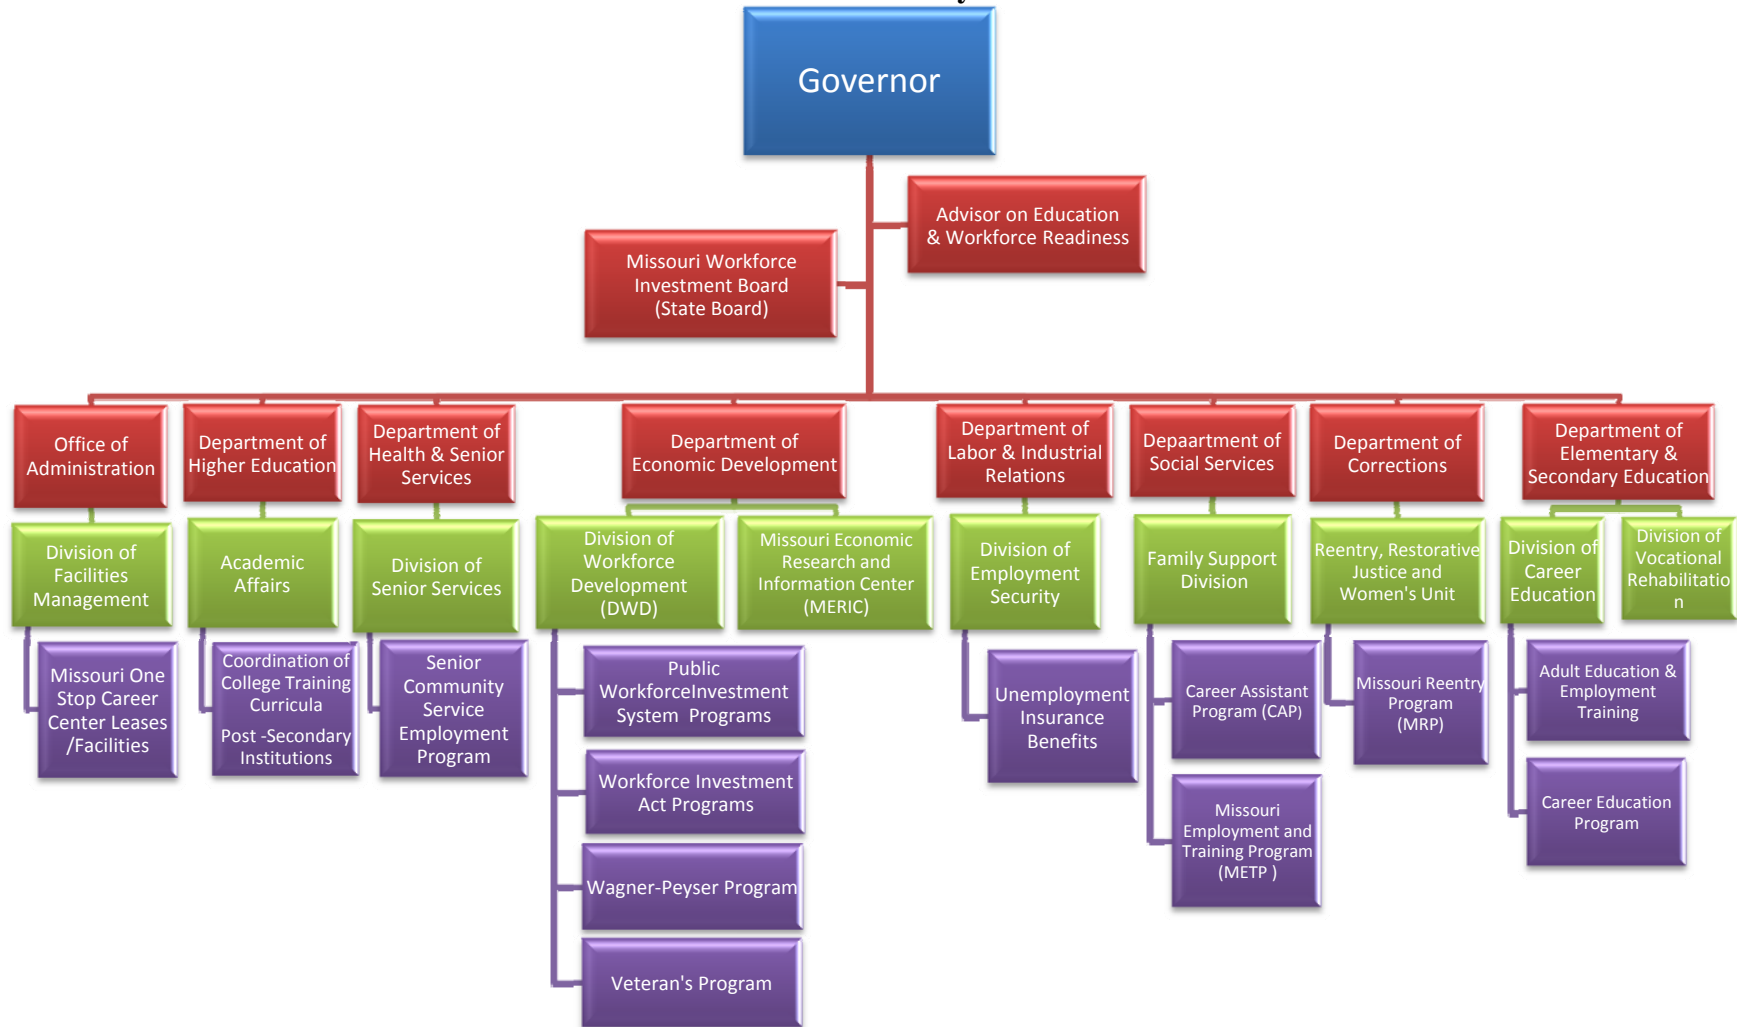 Governor
Advisor on Education
& Workforce Readiness
Missouri Workforce
Investment Board
(State Board)
Office of
Administration
Department of
Higher Education
Department of
Health & Senior
Services
Department of
Economic Development
Department of
Labor & Industrial
Relations
Depaartment of
Social Services
Department of
Corrections
Department of
Elementary &
Secondary Education
Division of
Facilities
Management
Academic
Affairs
Division of
Senior Services
Division of
Workforce
Development
(DWD)
Missouri Economic
Research and
Information Center
(MERIC)
Division of
Employment
Security
Family Support
Division
Reentry, Restorative
Justice and
Women's Unit
Division of
Career
Education
Division of
Vocational
Rehabilitatio
n
Missouri One
Stop Career
Center Leases
/Facilities
Coordination of
College Training
Curricula
Post -Secondary
Institutions
Senior
Community
Service
Employment
Program
Public
WorkforceInvestment
System Programs
Workforce Investment
Act Programs
Wagner-Peyser Program
Veteran's Program
Unemployment
Insurance
Benefits
Career Assistant
Program (CAP)
Missouri
Employment and
Training Program
(METP )
Missouri Reentry
Program
(MRP)
Adult Education &
Employment
Training
Career Education
Program